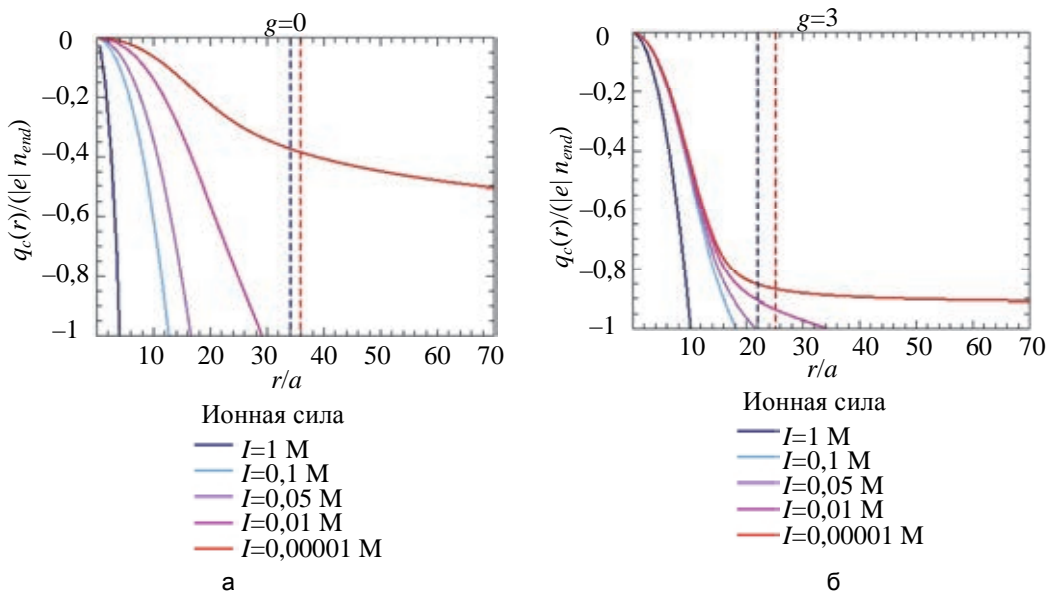 g=0
0
–0,2
–0,4
–0,6
–0,8
–1
q_c(r)/(|e| n_end)
10 20 30 40 50 60 70
r/a
Ионная сила
I=1 М
I=0,1 М
I=0,05 М
I=0,01 М
I=0,00001 М
а
g=3
0
–0,2
–0,4
–0,6
–0,8
–1
q_c(r)/(|e| n_end)
10 20 30 40 50 60 70
r/a
Ионная сила
I=1 М
I=0,1 М
I=0,05 М
I=0,01 М
I=0,00001 М
б